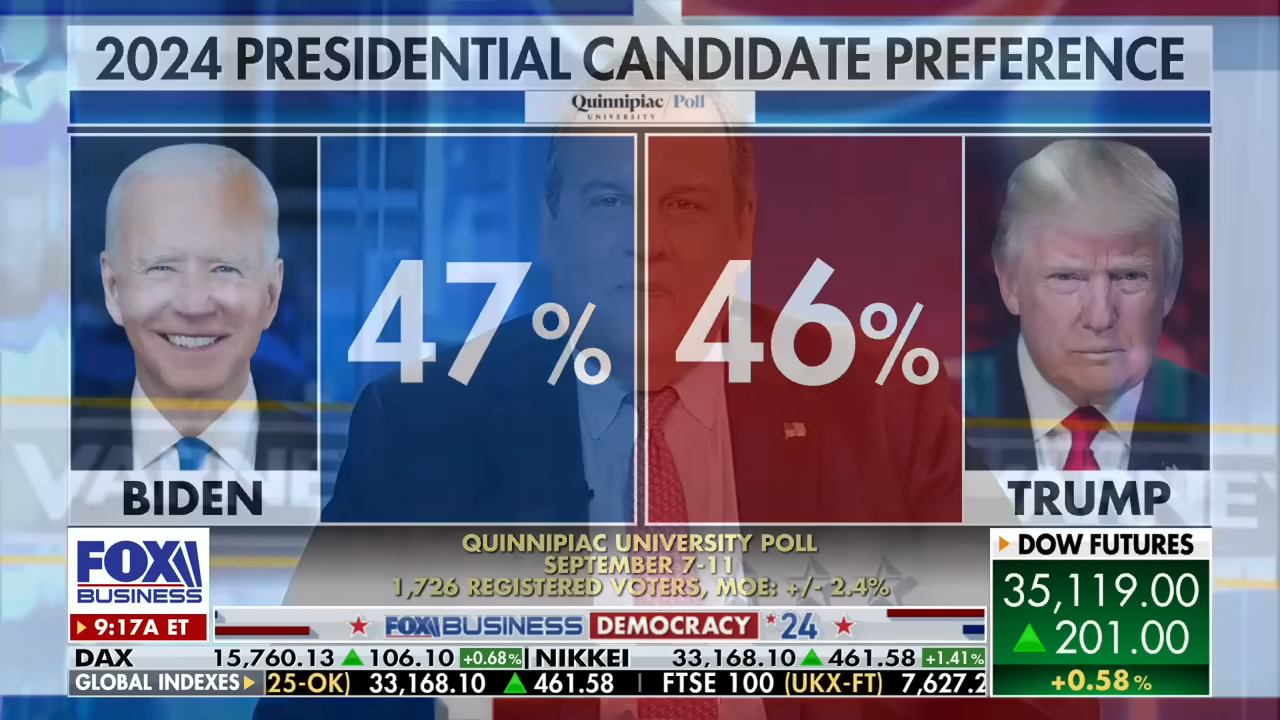 2024 PRESIDENTIAL CANDIDATE PREFERENCE
Quinnipiac / Poll
UNIVERSITY
47%
46%
BIDEN
TRUMP
QUINNIPIAC UNIVERSITY POLL
SEPTEMBER 7-11
1,726 REGISTERED VOTERS, MOE: +/- 2.4%
FOX
BUSINESS
9:17A ET
FOX BUSINESS DEMOCRACY '24
DOW FUTURES
35,119.00
201.00
+0.58%
DAX 15,760.13 106.10 +0.68% NIKKEI 33,168.10 461.58 +1.41%
GLOBAL INDEXES 25-OK) 33,168.10 461.58 FTSE 100 (UKX-FT) 7,627.2